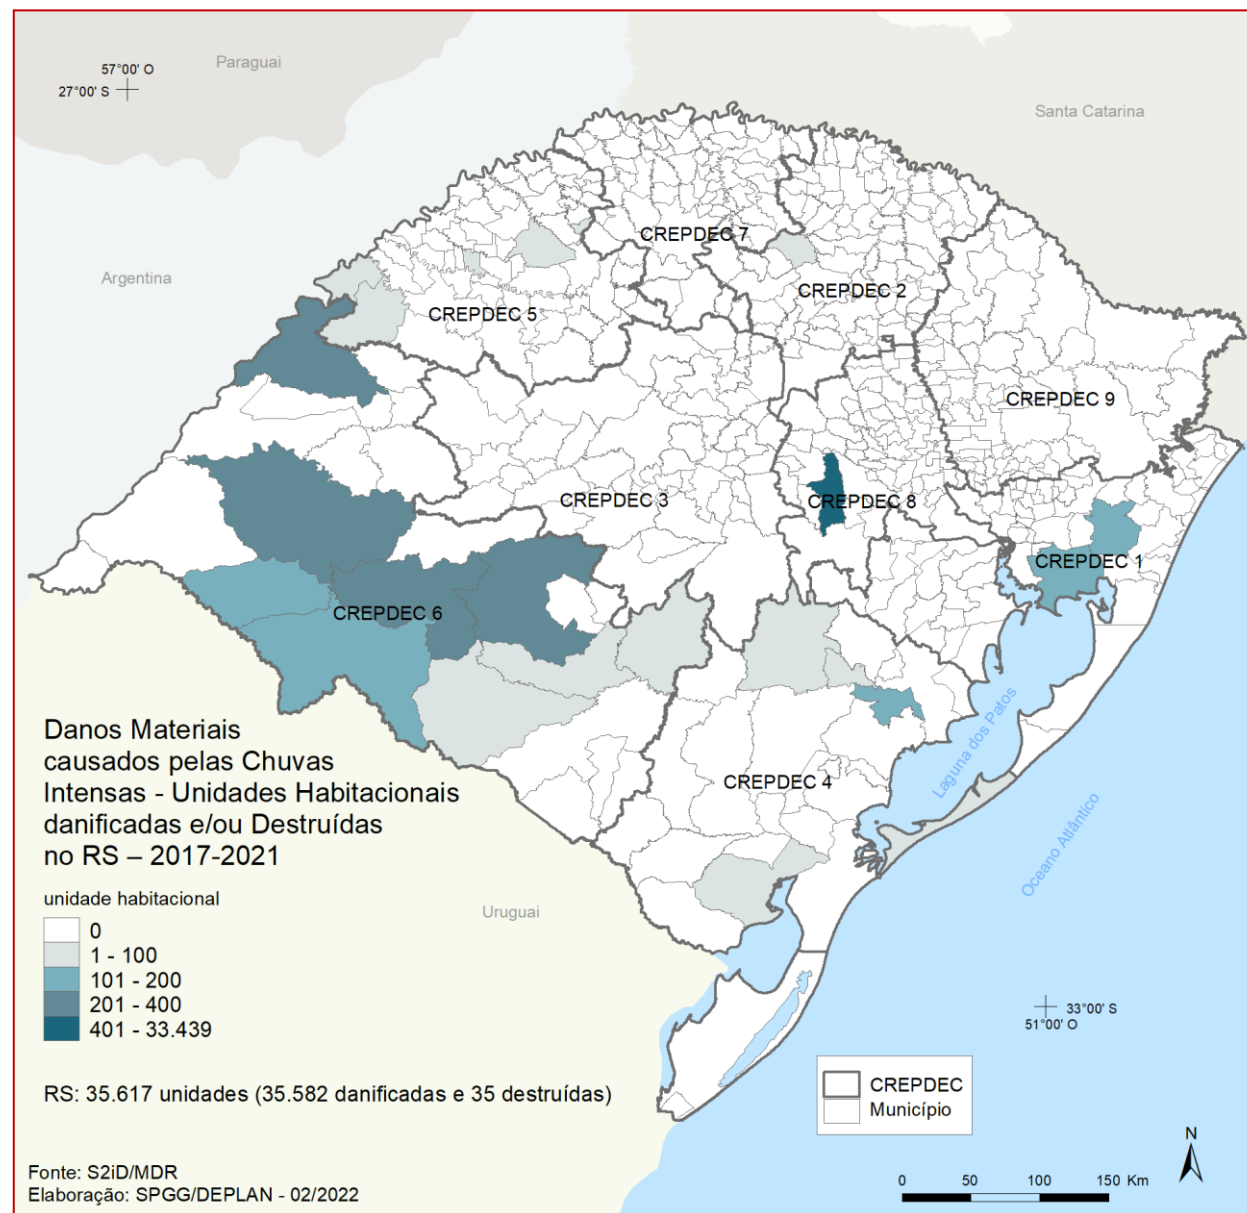 Paraguai
57°00' O
27°00' S
Santa Catarina
CREPDEC 7
Argentina
CREPDEC 2
CREPDEC 5
CREPDEC 9
CREPDEC 3
CREPDEC 8
CREPDEC 1
CREPDEC 6
Laguna dos Patos
Danos Materiais
causados pelas Chuvas
Intensas - Unidades Habitacionais
danificadas e/ou Destruídas
no RS – 2017-2021
CREPDEC 4
Oceano Atlântico
unidade habitacional
0
1 - 100
101 - 200
201 - 400
401 - 33.439
Uruguai
33°00' S
51°00' O
RS: 35.617 unidades (35.582 danificadas e 35 destruídas)
CREPDEC
Município
N
Fonte: S2iD/MDR
Elaboração: SPGG/DEPLAN - 02/2022
0 50 100 150 Km